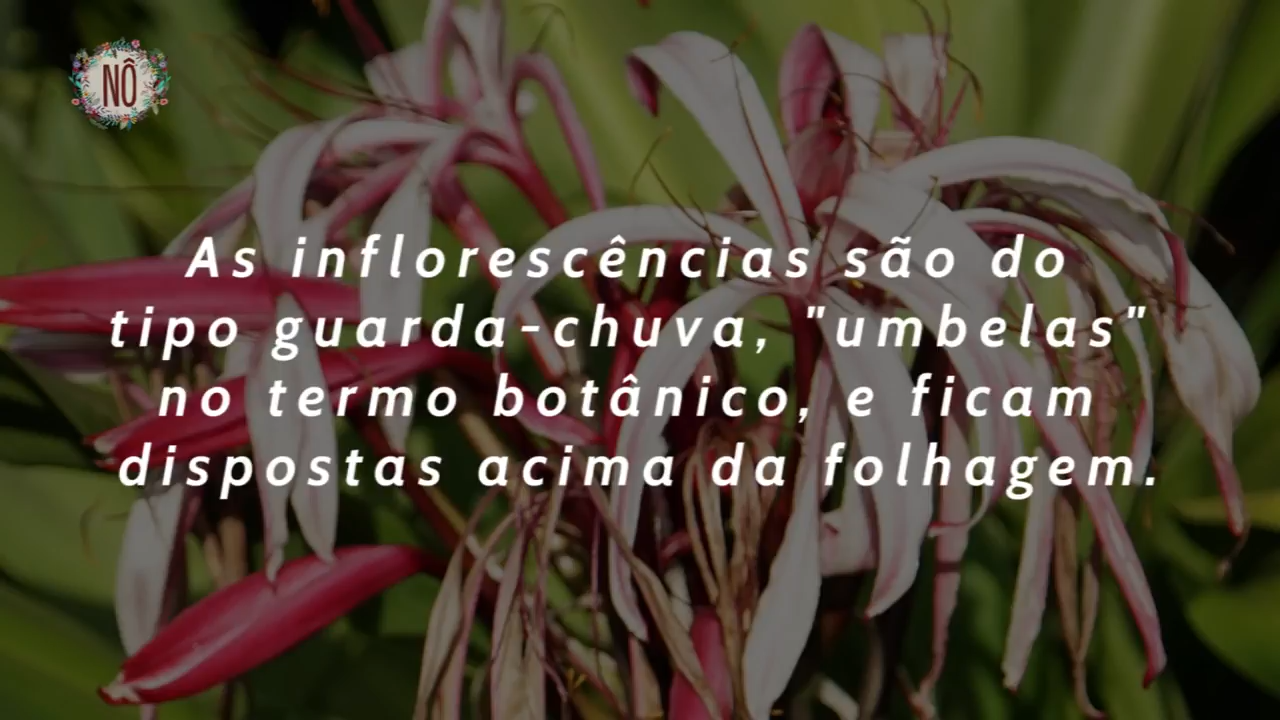 NÔ
As inflorescências são do
tipo guarda-chuva, "umbelas"
no termo botânico, e ficam
dispostas acima da folhagem.